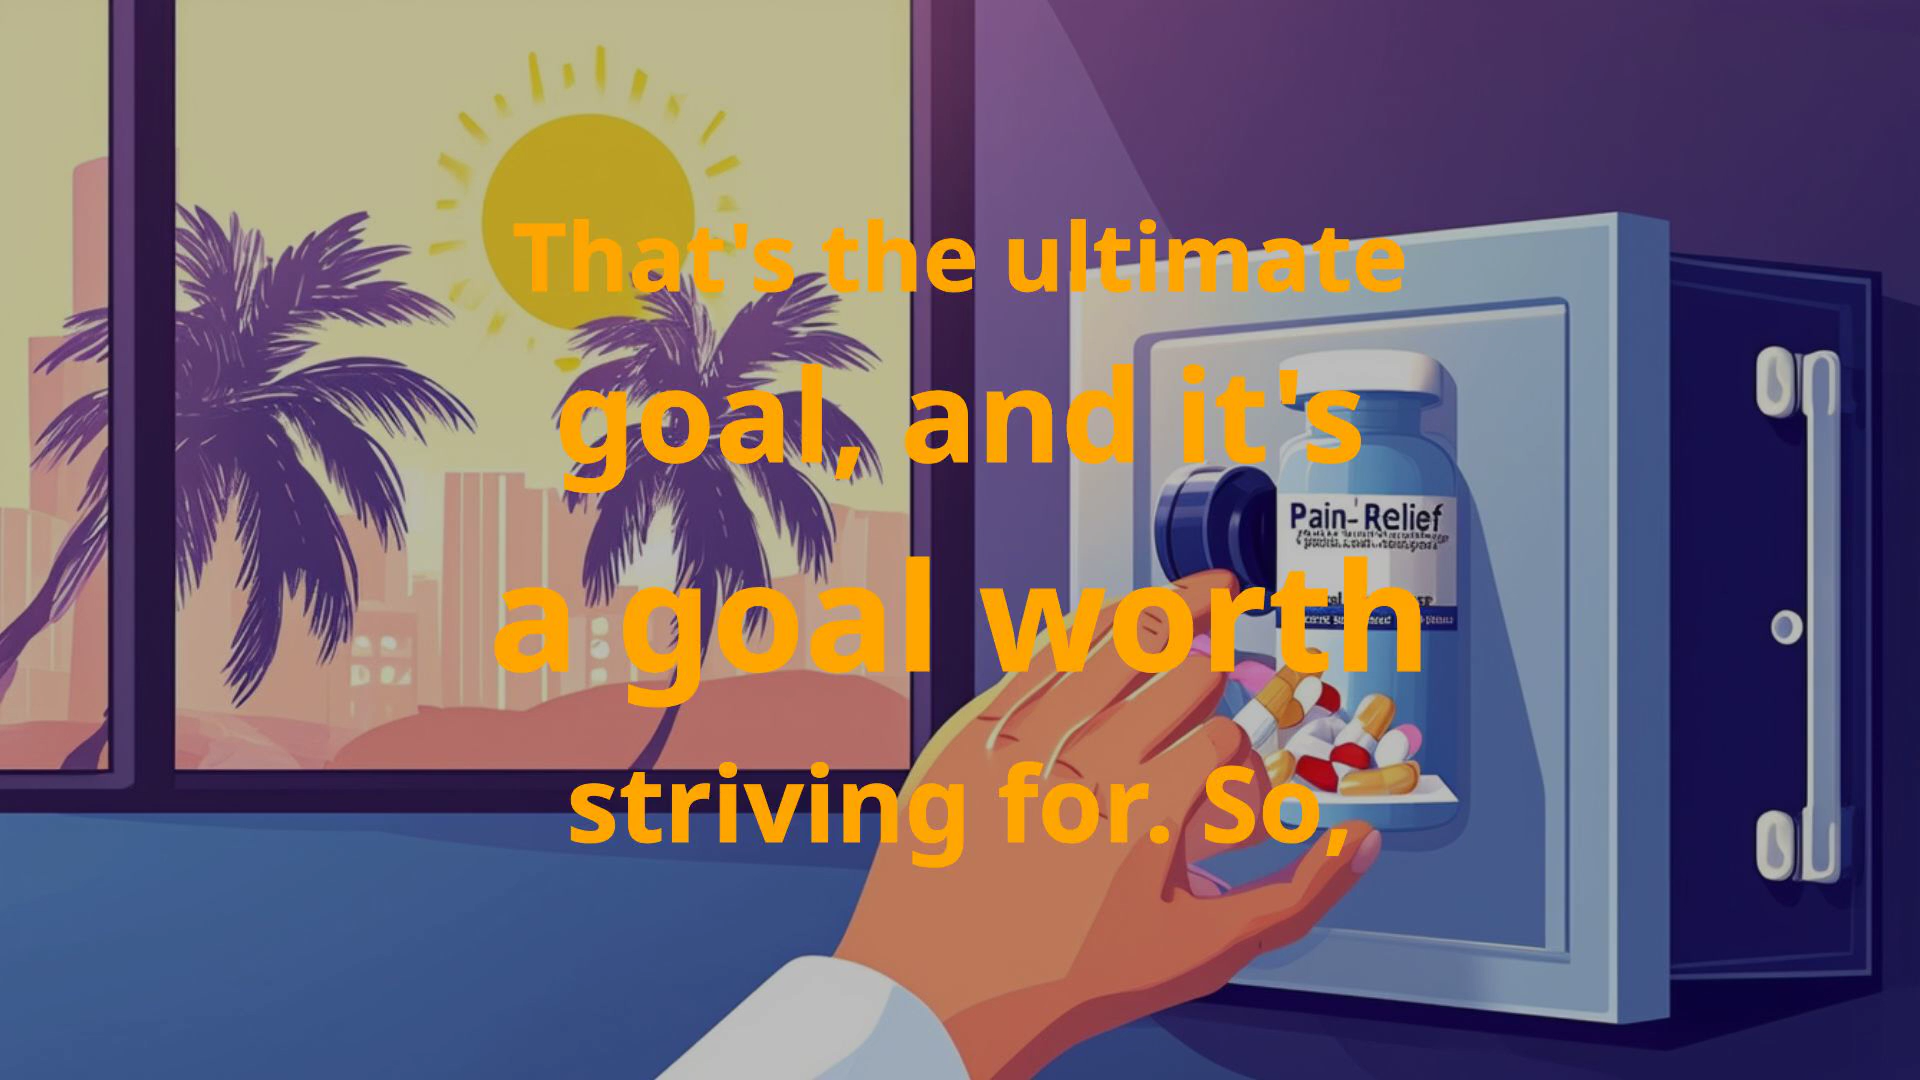 That's the ultimate
goal, and it's
a goal worth
striving for. So,
Pain-Relief